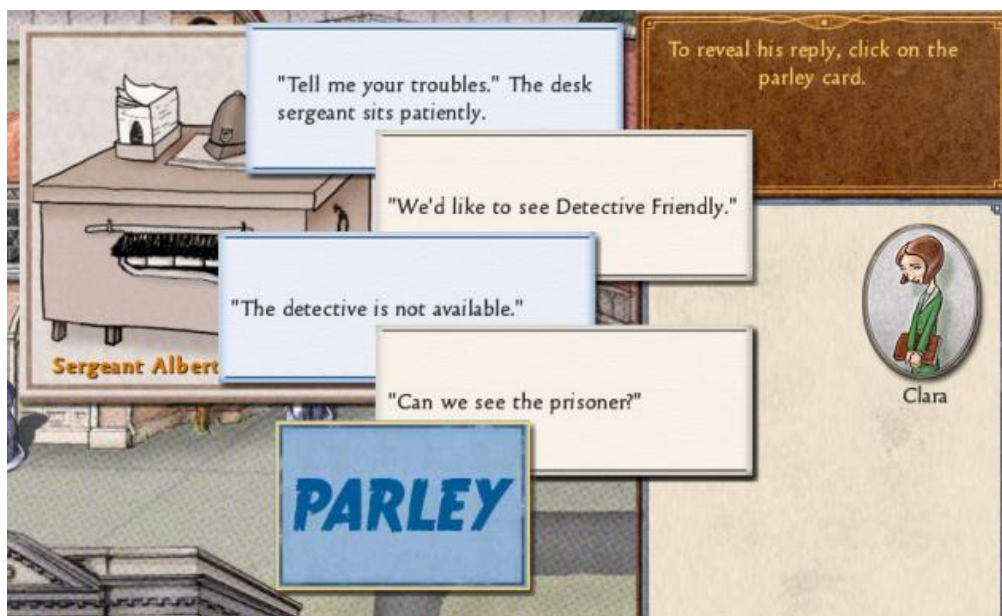 "Tell me your troubles." The desk
sergeant sits patiently.
To reveal his reply, click on the
parley card.
"We'd like to see Detective Friendly."
"The detective is not available."
Sergeant Albert
"Can we see the prisoner?"
Clara
PARLEY